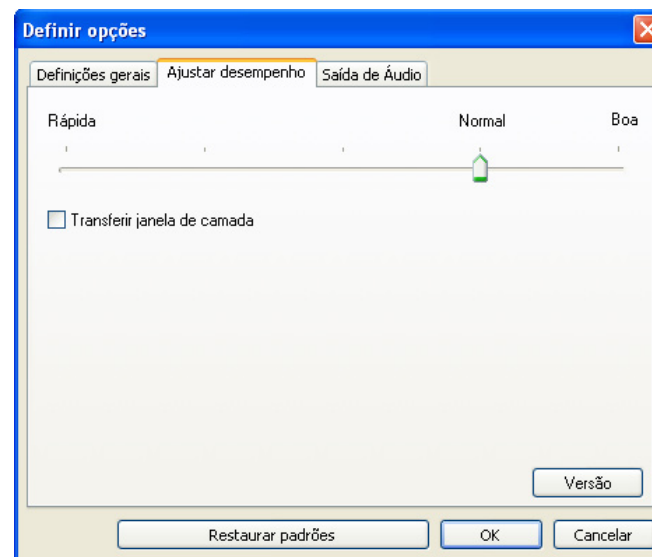 Definir opções
Definições gerais Ajustar desempenho Saída de Áudio
Rápida Normal Boa
Transferir janela de camada
Versão
Restaurar padrões OK Cancelar